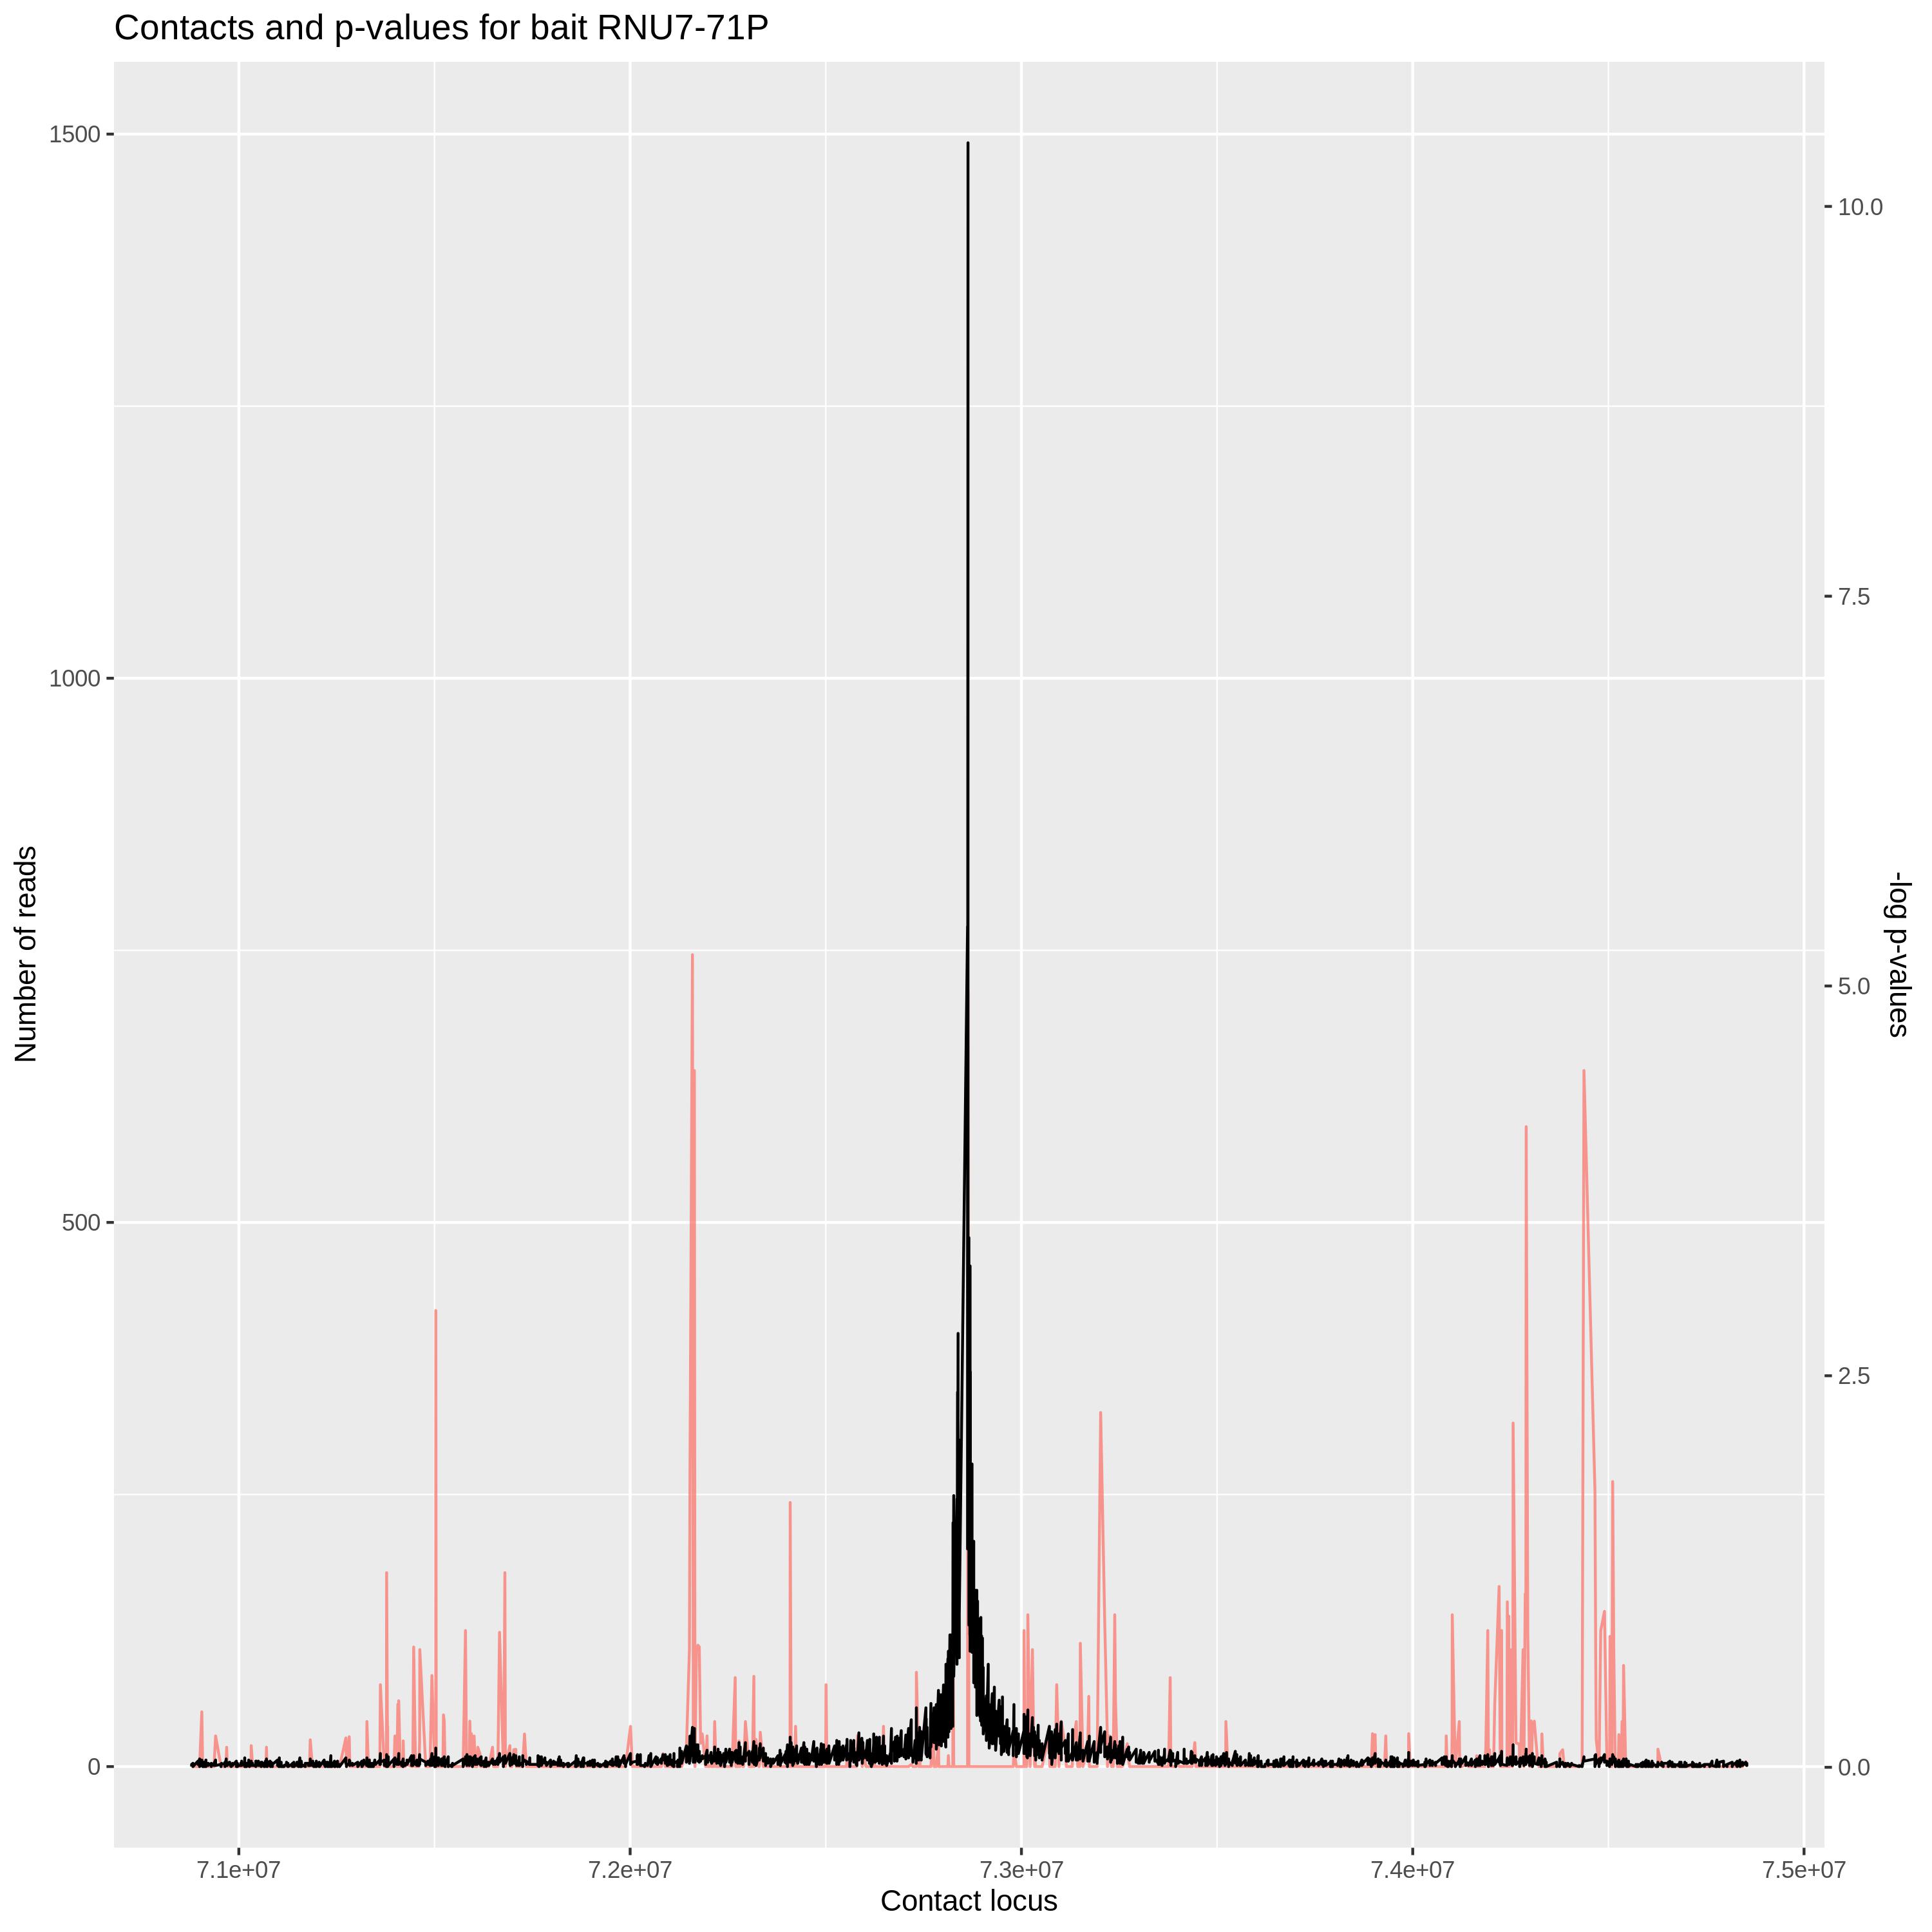 Contacts and p-values for bait RNU7-71P
1500
1000
500
0
Number of reads
10.0
7.5
5.0
2.5
0.0
-log p-values
7.1e+07
7.2e+07
7.3e+07
7.4e+07
7.5e+07
Contact locus